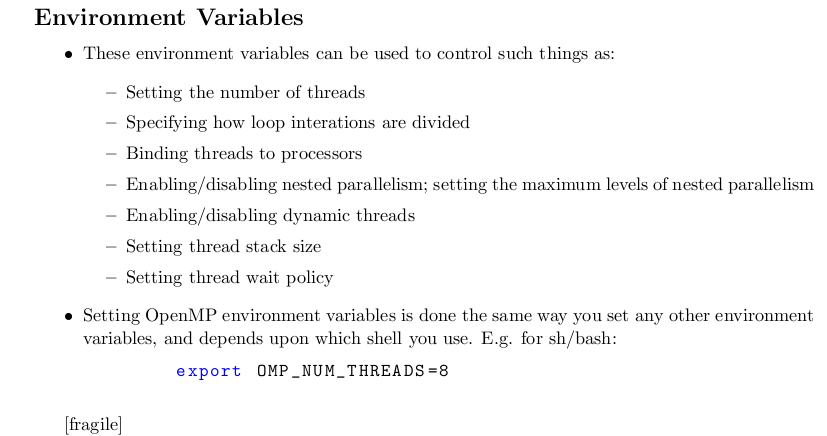 Environment Variables
• These environment variables can be used to control such things as:
– Setting the number of threads
– Specifying how loop interations are divided
– Binding threads to processors
– Enabling/disabling nested parallelism; setting the maximum levels of nested parallelism
– Enabling/disabling dynamic threads
– Setting thread stack size
– Setting thread wait policy
• Setting OpenMP environment variables is done the same way you set any other environment
variables, and depends upon which shell you use. E.g. for sh/bash:
export OMP_NUM_THREADS=8
[fragile]